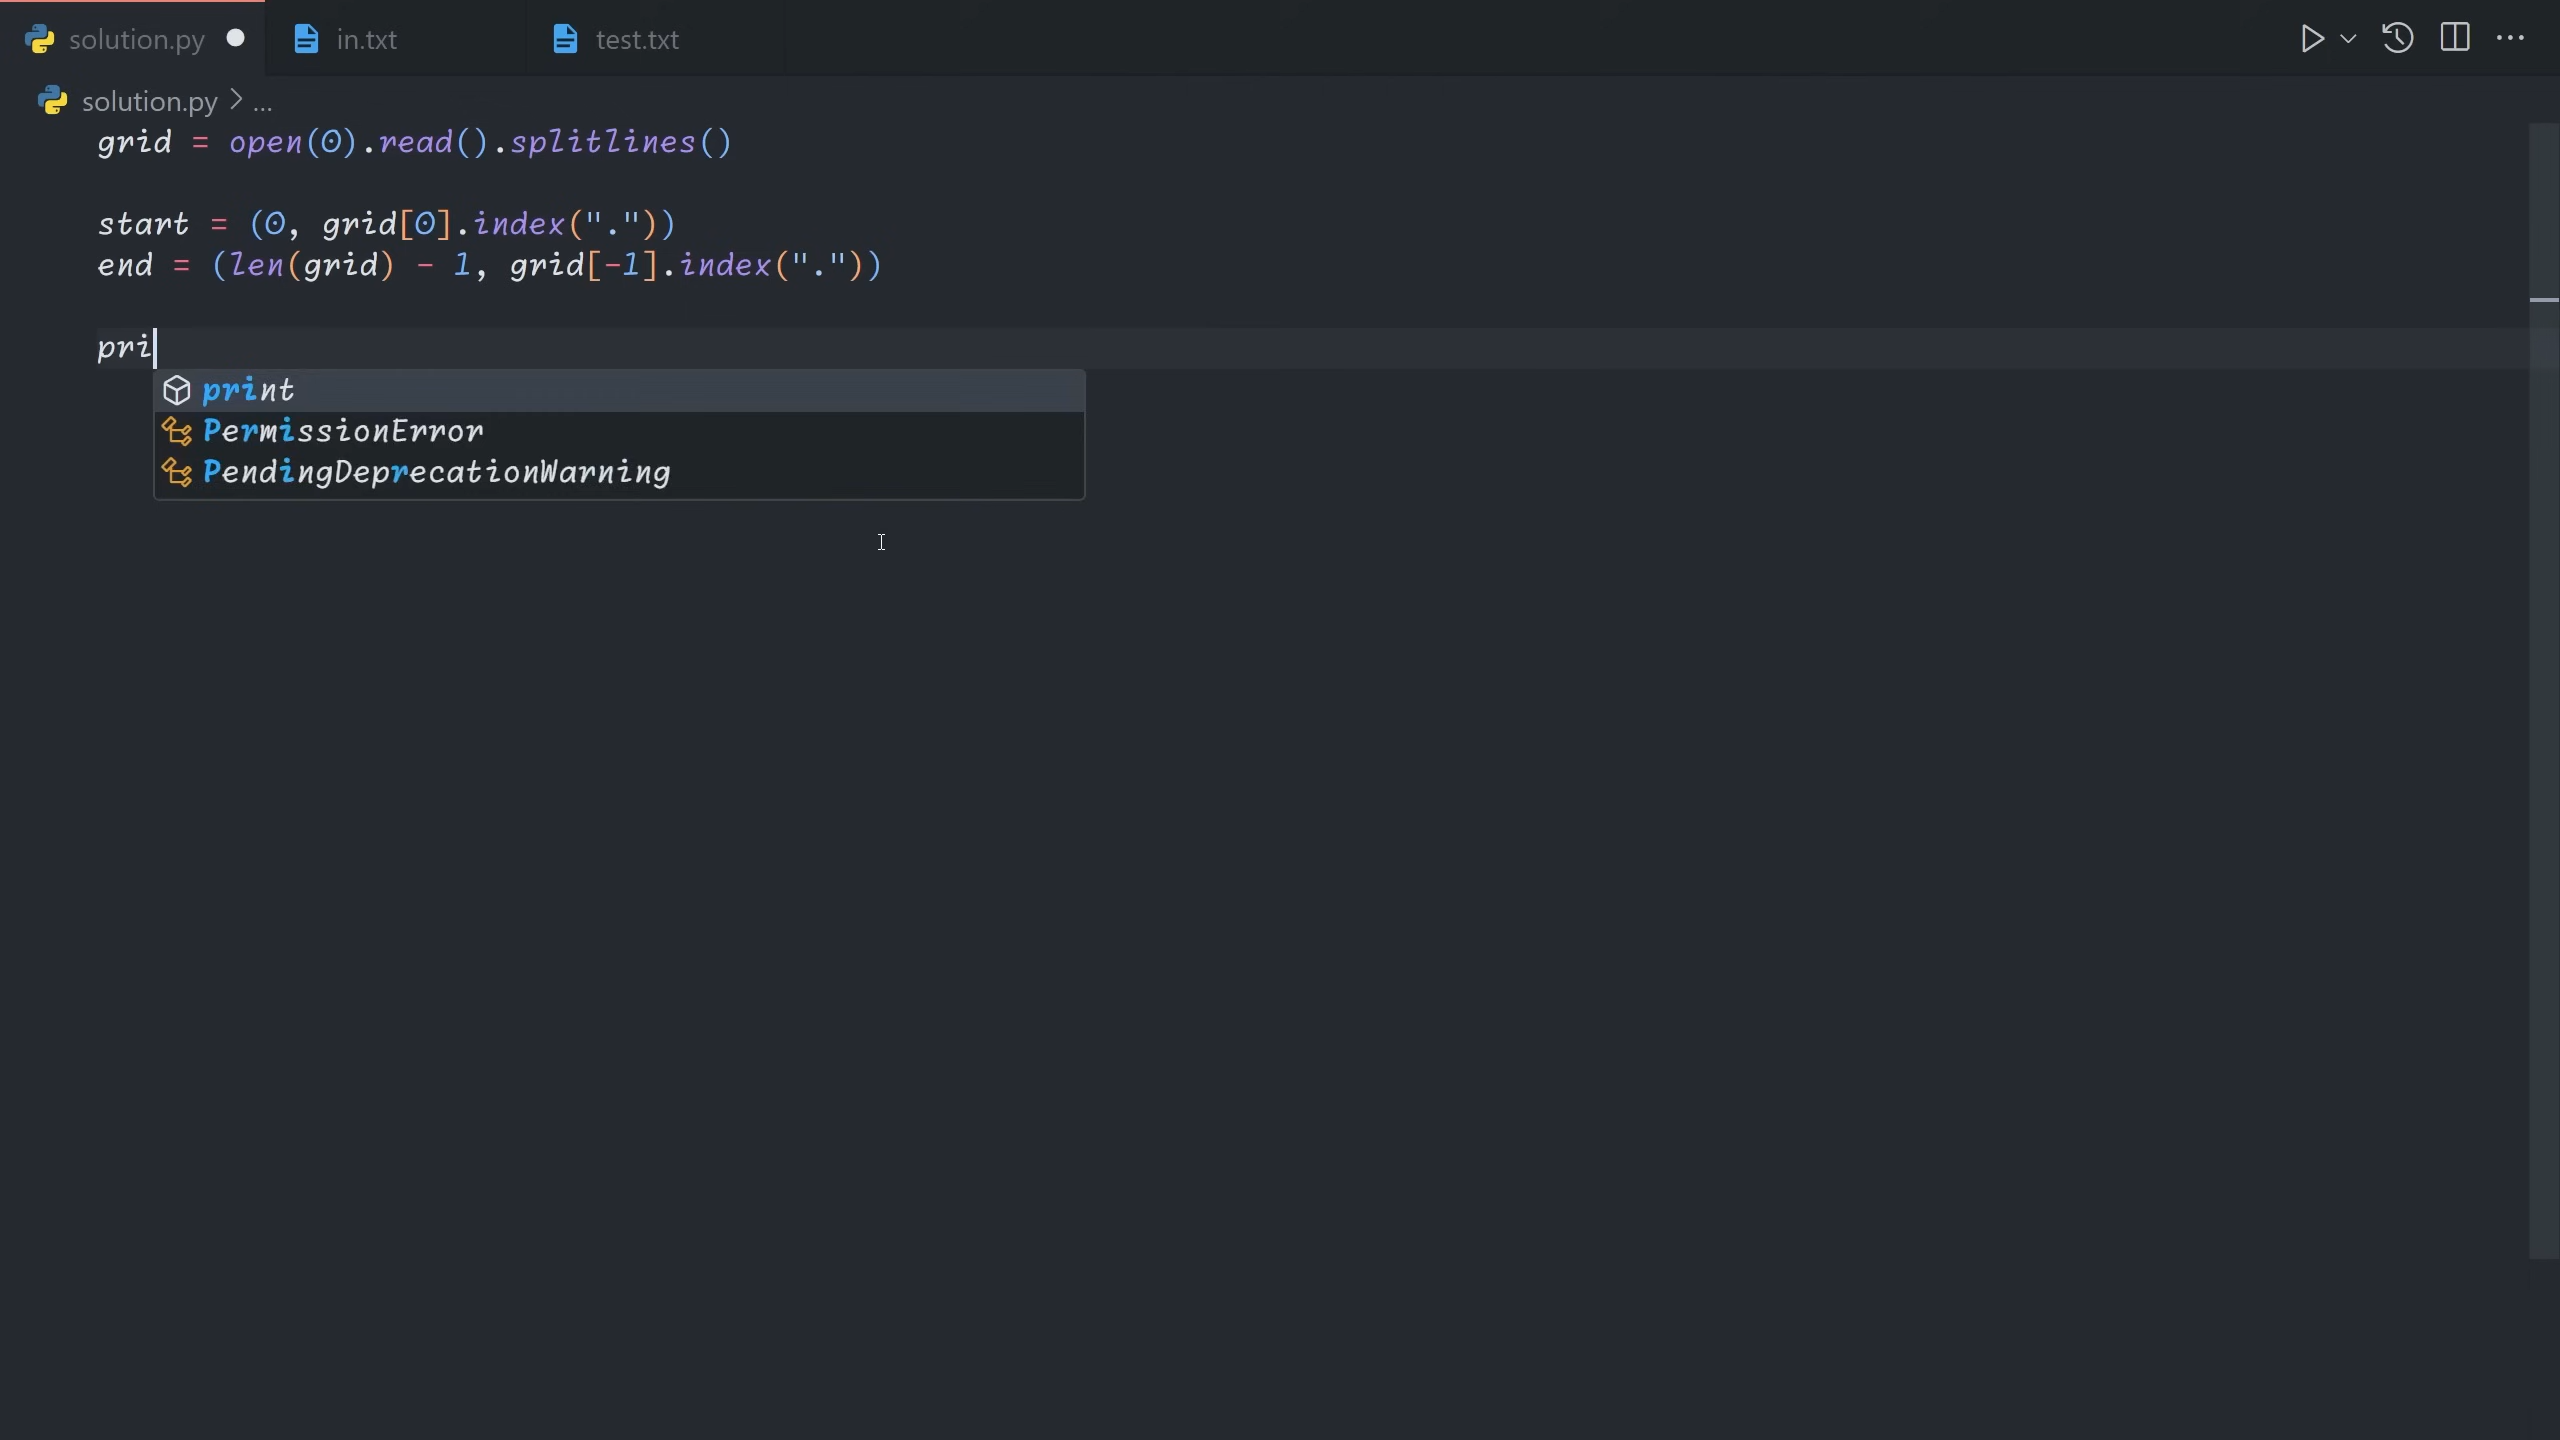 solution.py
in.txt
test.txt
solution.py > ...
grid = open(0).read().splitlines()
start = (0, grid[0].index("."))
end = (len(grid) - 1, grid[-1].index("."))
pri
print
PermissionError
PendingDeprecationWarning